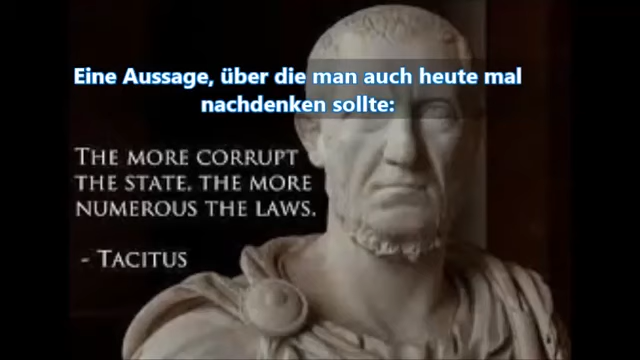 Eine Aussage, über die man auch heute mal
nachdenken sollte:
THE MORE CORRUPT
THE STATE, THE MORE
NUMEROUS THE LAWS.
- TACITUS